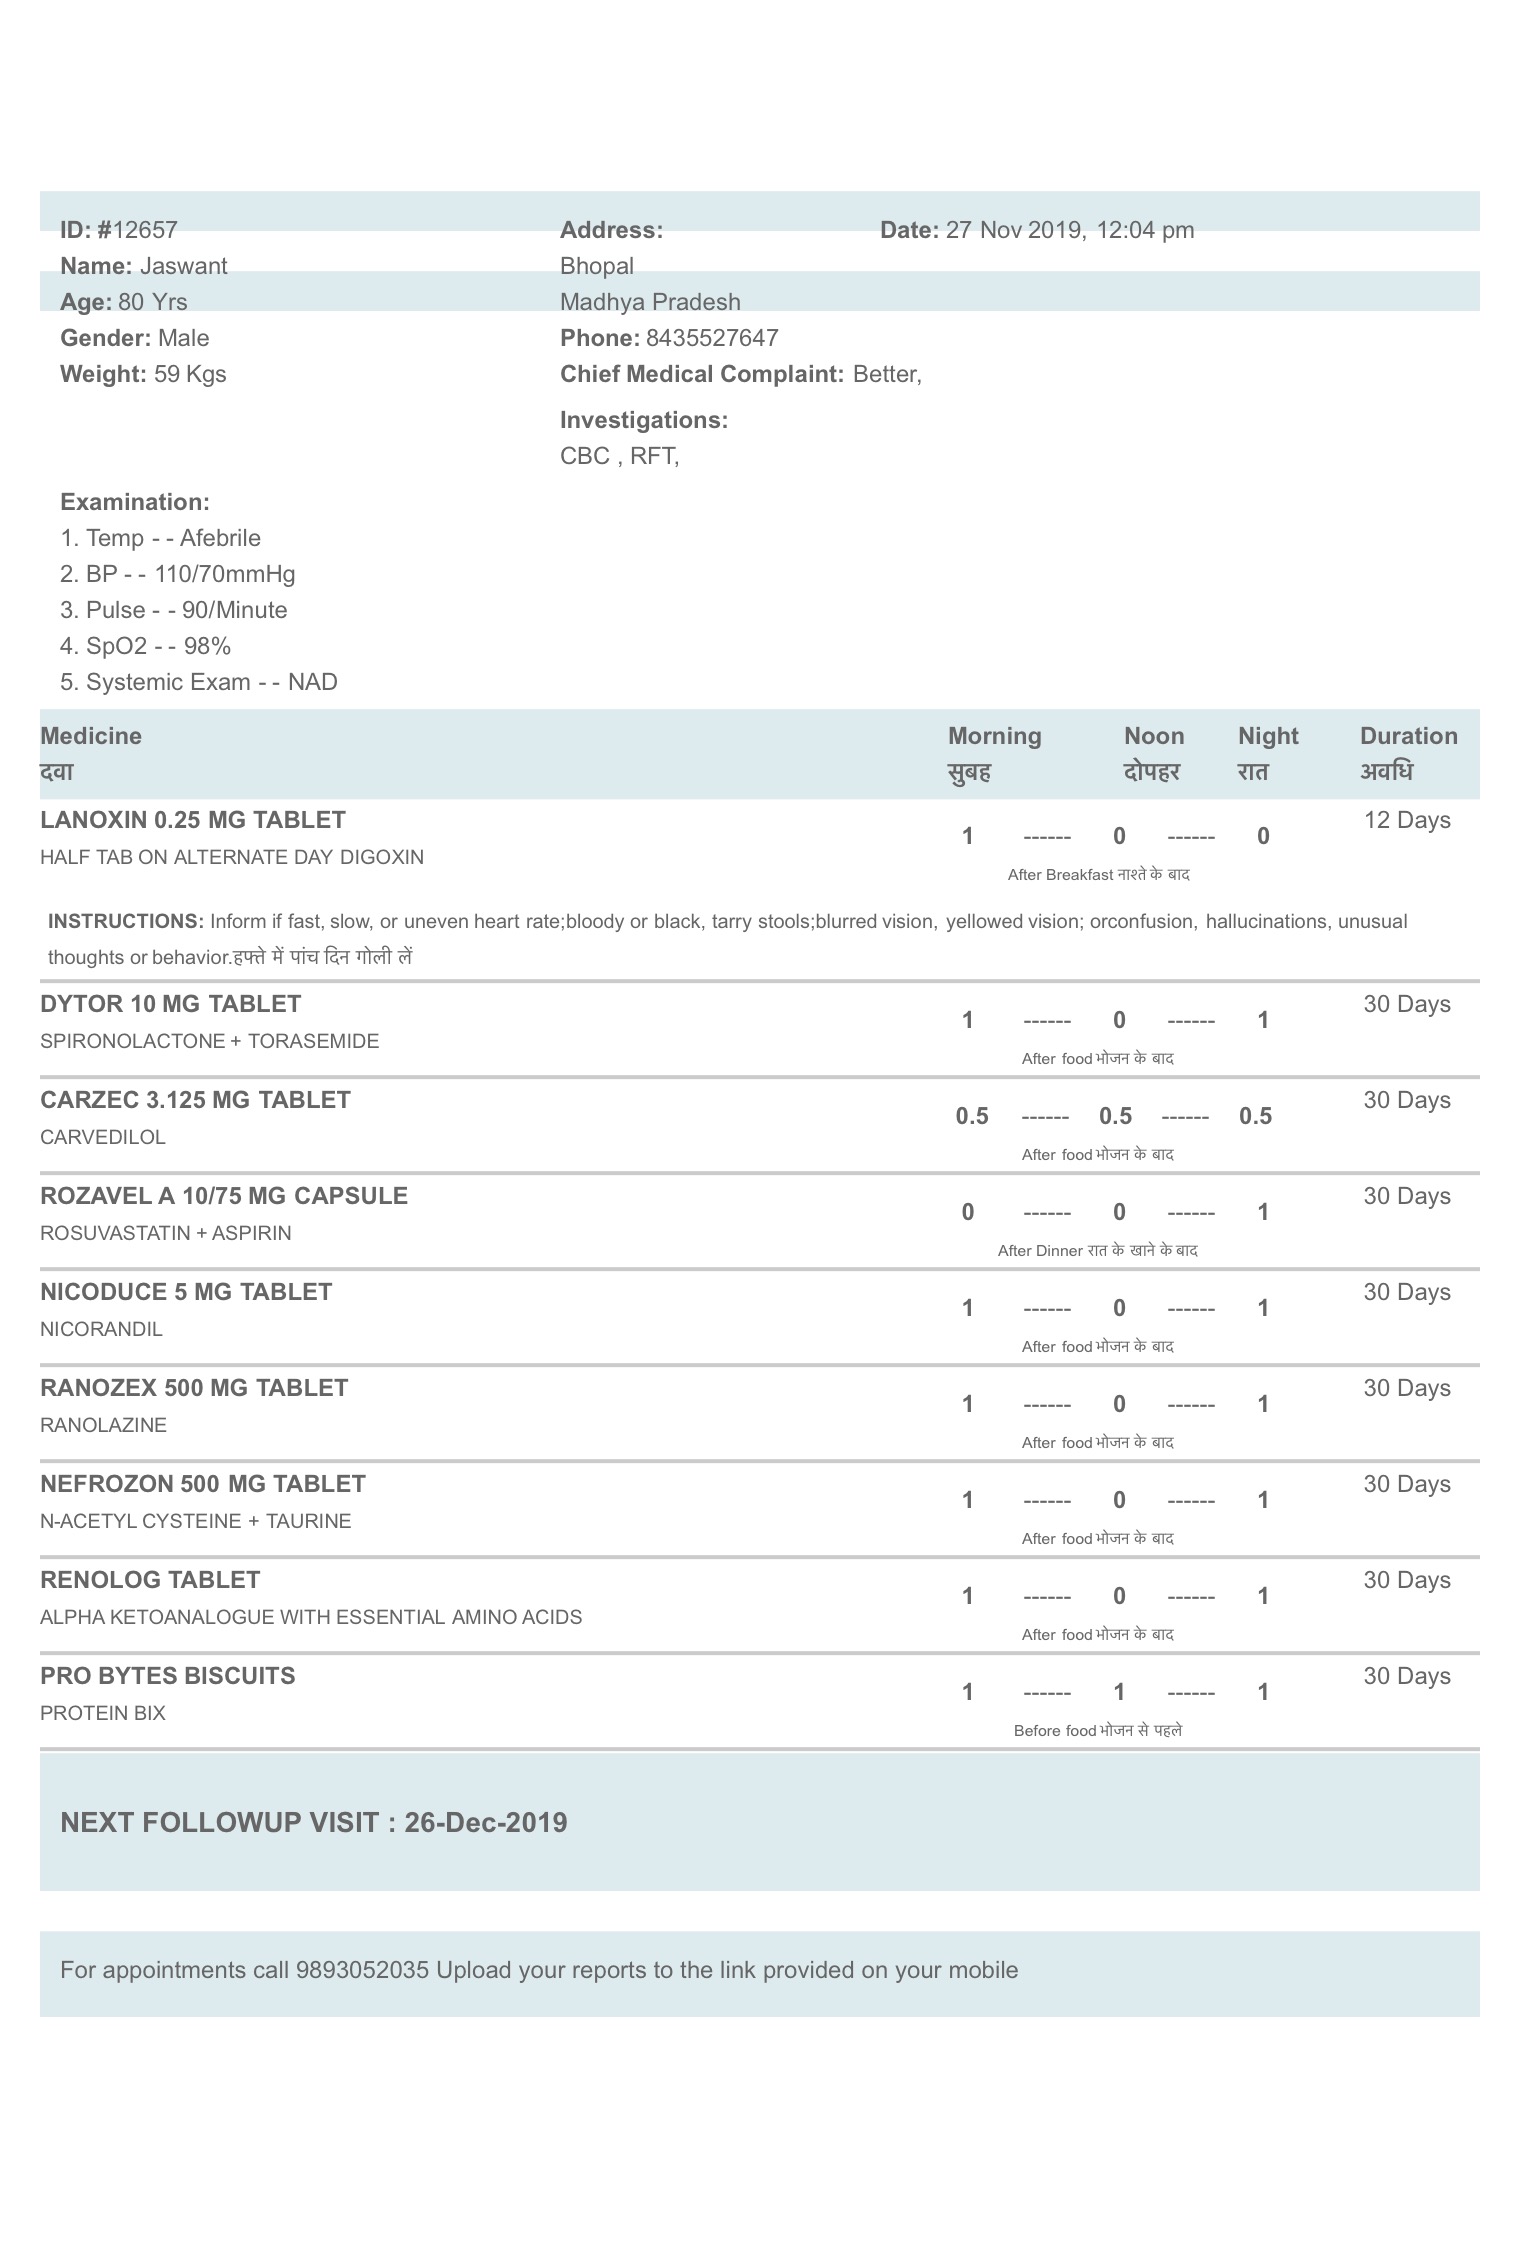 ID: #12657
Name: Jaswant
Age: 80 Yrs
Gender: Male
Weight: 59 Kgs
Address:
Bhopal
Madhya Pradesh
Phone: 8435527647
Chief Medical Complaint: Better,
Investigations:
CBC , RFT,
Date: 27 Nov 2019, 12:04 pm
Examination:
1. Temp - - Afebrile
2. BP - - 110/70mmHg
3. Pulse - - 90/Minute
4. SpO2 - - 98%
5. Systemic Exam - - NAD
Medicine Morning Noon Night Duration
दवा सुबह दोपहर रात अवधि
LANOXIN 0.25 MG TABLET 1 ------ 0 ------ 0 12 Days
HALF TAB ON ALTERNATE DAY DIGOXIN
After Breakfast नाश्ते के बाद
INSTRUCTIONS: Inform if fast, slow, or uneven heart rate;bloody or black, tarry stools;blurred vision, yellowed vision; orconfusion, hallucinations, unusual
thoughts or behavior.हफ्ते में पांच दिन गोली लें
DYTOR 10 MG TABLET 1 ------ 0 ------ 1 30 Days
SPIRONOLACTONE + TORASEMIDE
After food भोजन के बाद
CARZEC 3.125 MG TABLET 0.5 ------ 0.5 ------ 0.5 30 Days
CARVEDILOL
After food भोजन के बाद
ROZAVEL A 10/75 MG CAPSULE 0 ------ 0 ------ 1 30 Days
ROSUVASTATIN + ASPIRIN
After Dinner रात के खाने के बाद
NICODUCE 5 MG TABLET 1 ------ 0 ------ 1 30 Days
NICORANDIL
After food भोजन के बाद
RANOZEX 500 MG TABLET 1 ------ 0 ------ 1 30 Days
RANOLAZINE
After food भोजन के बाद
NEFROZON 500 MG TABLET 1 ------ 0 ------ 1 30 Days
N-ACETYL CYSTEINE + TAURINE
After food भोजन के बाद
RENOLOG TABLET 1 ------ 0 ------ 1 30 Days
ALPHA KETOANALOGUE WITH ESSENTIAL AMINO ACIDS
After food भोजन के बाद
PRO BYTES BISCUITS 1 ------ 1 ------ 1 30 Days
PROTEIN BIX
Before food भोजन से पहले
NEXT FOLLOWUP VISIT : 26-Dec-2019
For appointments call 9893052035 Upload your reports to the link provided on your mobile